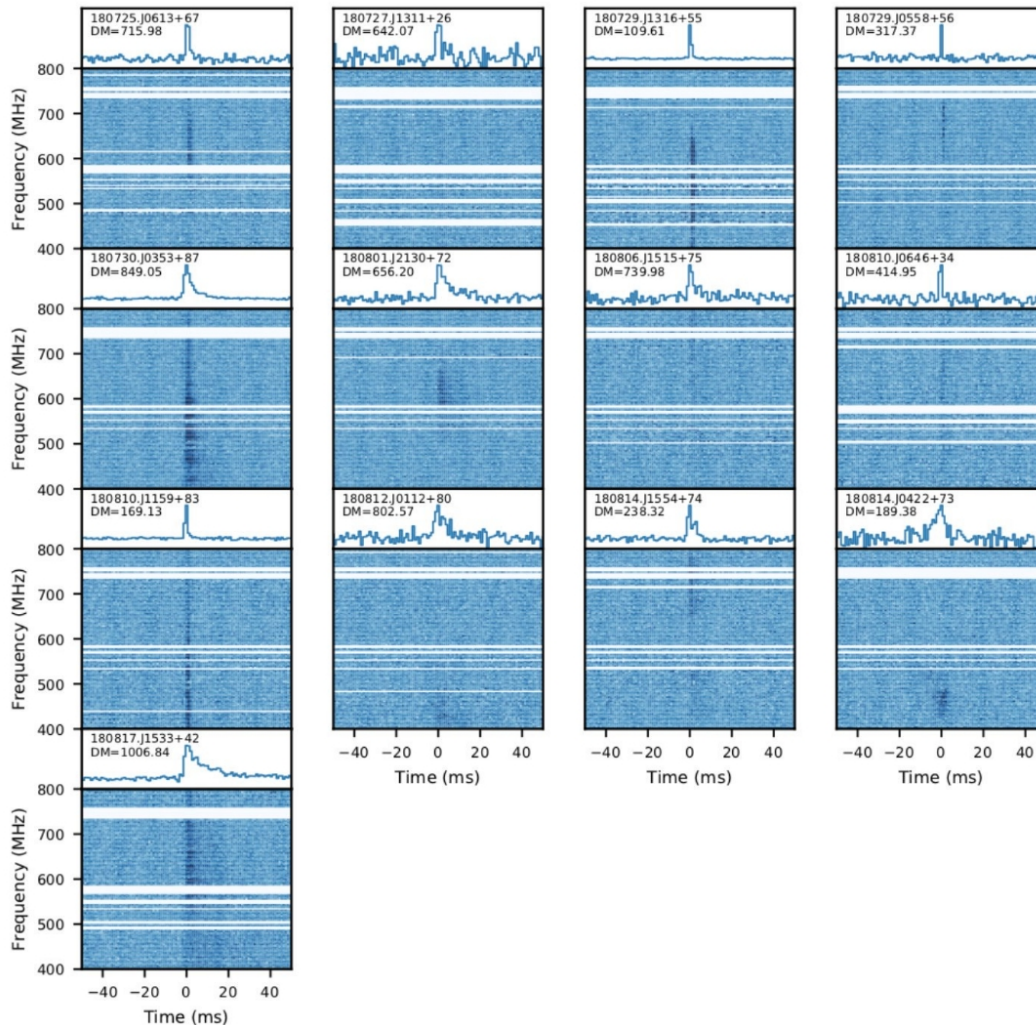 180725.J0613+67
DM=715.98
180727.J1311+26
DM=642.07
180729.J1316+55
DM=109.61
180729.J0558+56
DM=317.37
800
700
600
500
400
Frequency (MHz)
180730.J0353+87
DM=849.05
180801.J2130+72
DM=656.20
180806.J1515+75
DM=739.98
180810.J0646+34
DM=414.95
800
700
600
500
400
Frequency (MHz)
180810.J1159+83
DM=169.13
180812.J0112+80
DM=802.57
180814.J1554+74
DM=238.32
180814.J0422+73
DM=189.38
800
700
600
500
400
Frequency (MHz)
−40 −20 0 20 40
Time (ms)
−40 −20 0 20 40
Time (ms)
−40 −20 0 20 40
Time (ms)
180817.J1533+42
DM=1006.84
800
700
600
500
400
Frequency (MHz)
−40 −20 0 20 40
Time (ms)